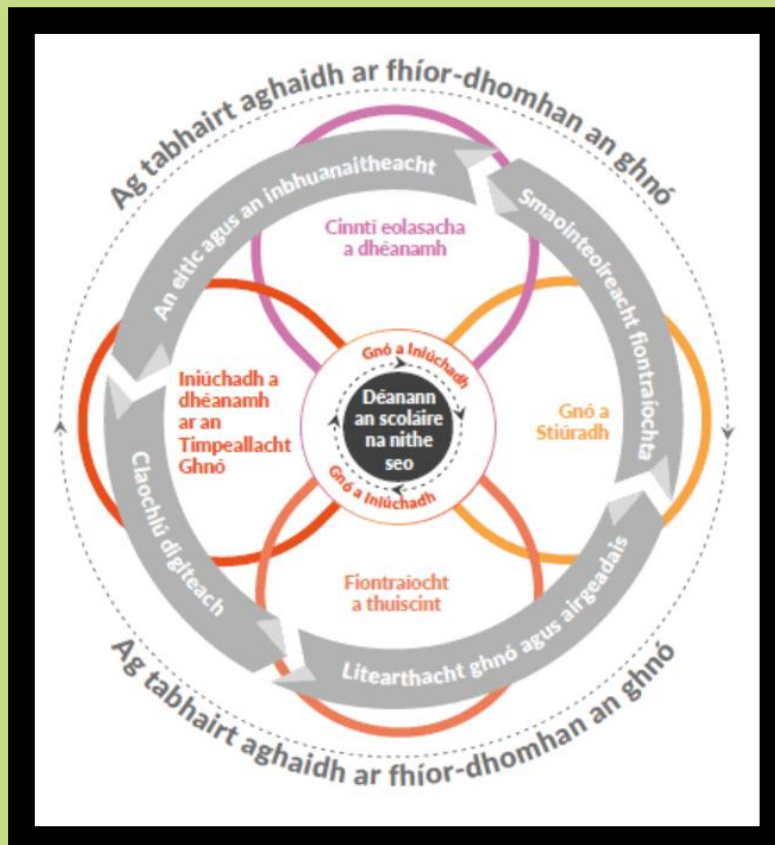 Ag tabhairt aghaidh ar fhíor-dhomhan an ghnó
An eitic agus an inbhuanaitheacht
Smaointeoireacht fiontraíochta
Cinntí eolasacha
a dhéanamh
Iniúchadh a
dhéanamh
ar an
Timpeallacht
Ghnó
Gnó a Iniúchadh
Déanann
an scoláire
na nithe
seo
Gnó a Iniúchadh
Gnó a
Stiúradh
Claochlú digiteach
Fiontraíocht
a thuiscint
Litearthacht ghnó agus airgeadais
Ag tabhairt aghaidh ar fhíor-dhomhan an ghnó